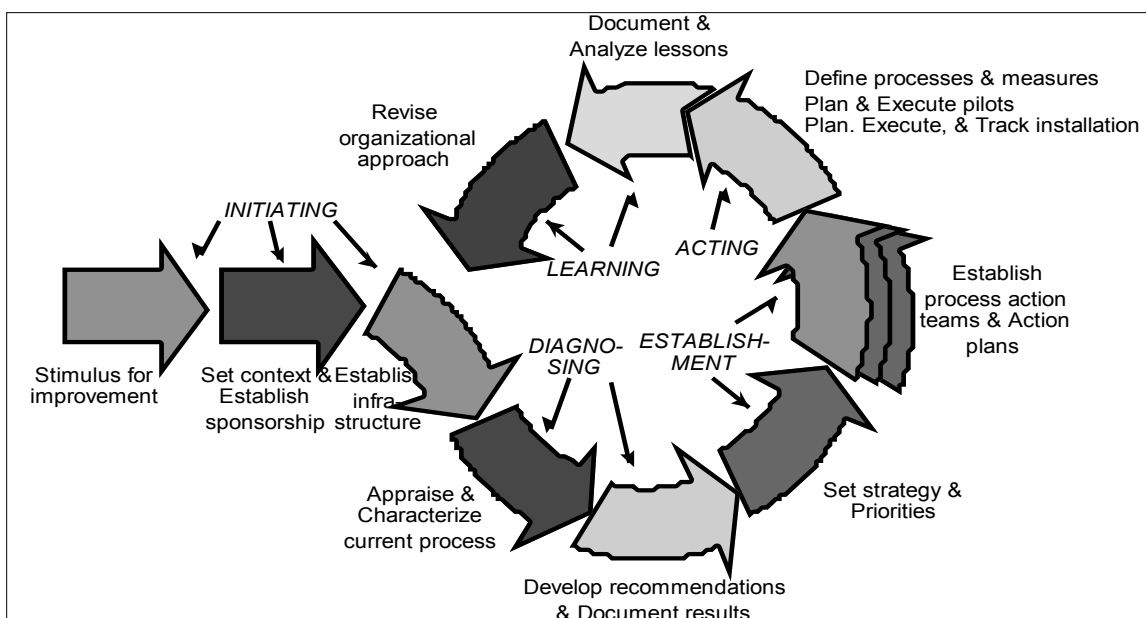 Document &
Analyze lessons
Define processes & measures
Plan & Execute pilots
Plan. Execute, & Track installation
Revise
organizational
approach
INITIATING
LEARNING
ACTING
Establish
process action
teams & Action
plans
DIAGNO-
SING
ESTABLISH-
MENT
Stimulus for
improvement
Set context &
Establish
sponsorship
Establis
infra-
structure
Appraise &
Characterize
current process
Set strategy &
Priorities
Develop recommendations
& Document results